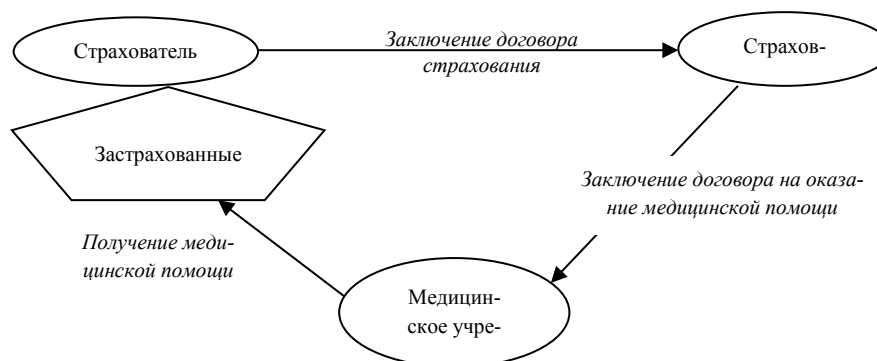 Страхователь
Заключение договора
страхования
Страхов-
Застрахованные
Заключение договора на оказа-
ние медицинской помощи
Получение меди-
цинской помощи
Медицин-
ское учре-